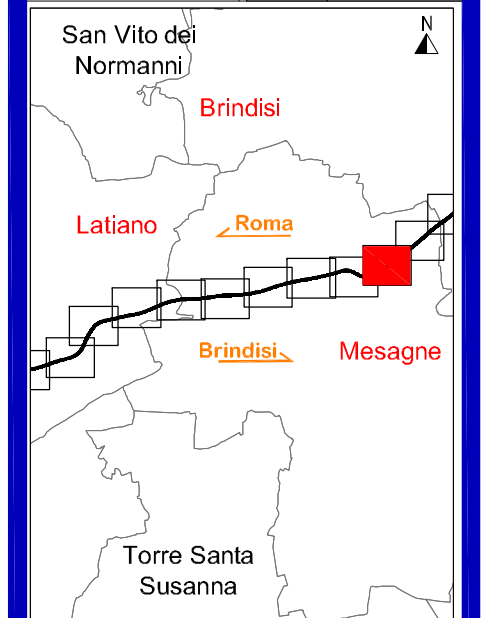 N
San Vito dei
Normanni
Brindisi
Latiano
Roma
Brindisi
Mesagne
Torre Santa
Susanna